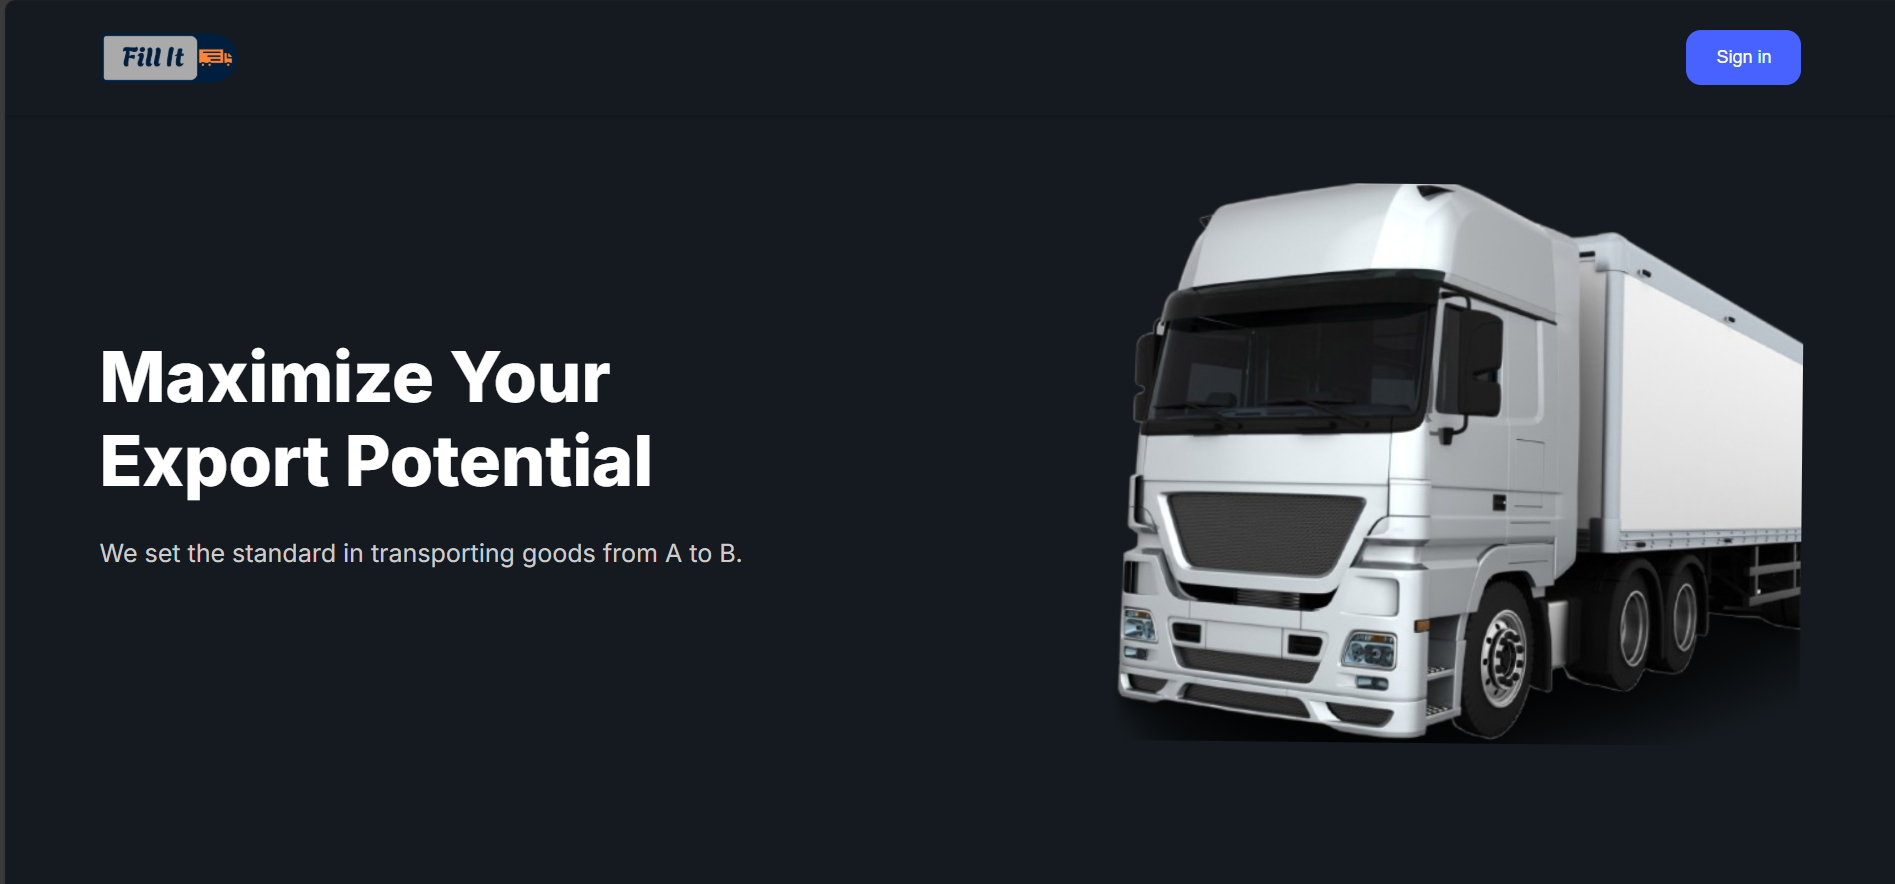 Fill It
Sign in
Maximize Your
Export Potential
We set the standard in transporting goods from A to B.